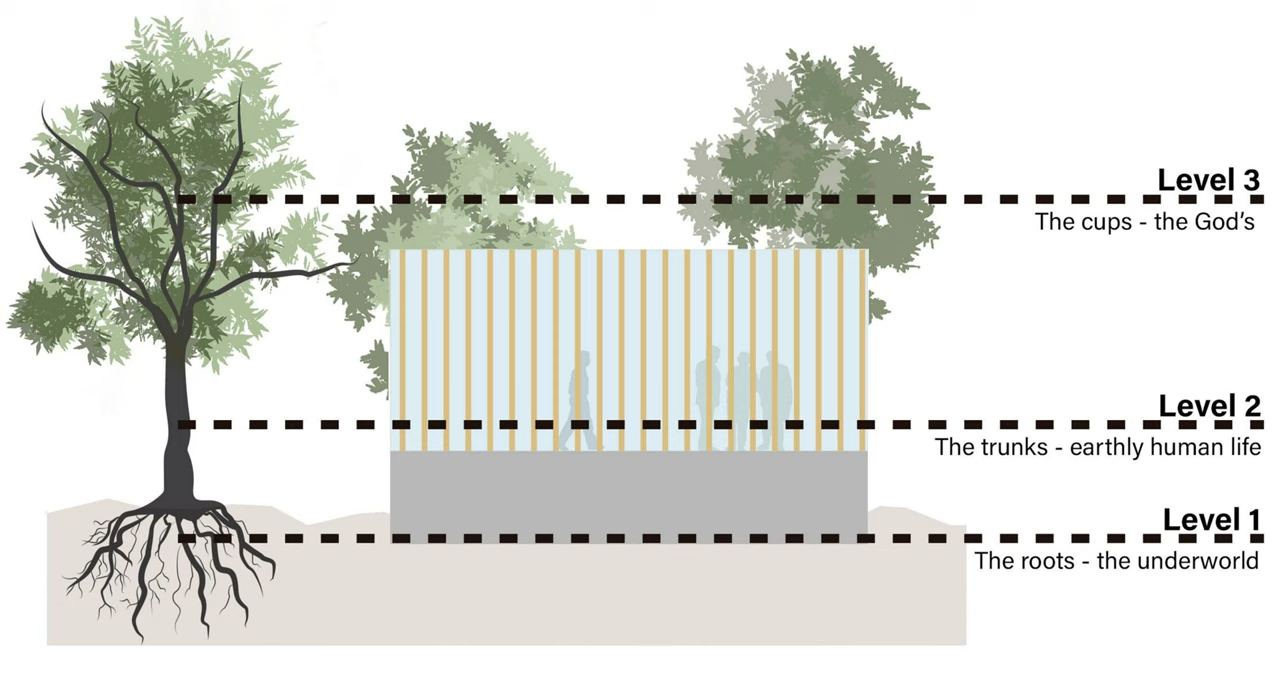 Level 3
The cups - the God's
Level 2
The trunks - earthly human life
Level 1
The roots - the underworld